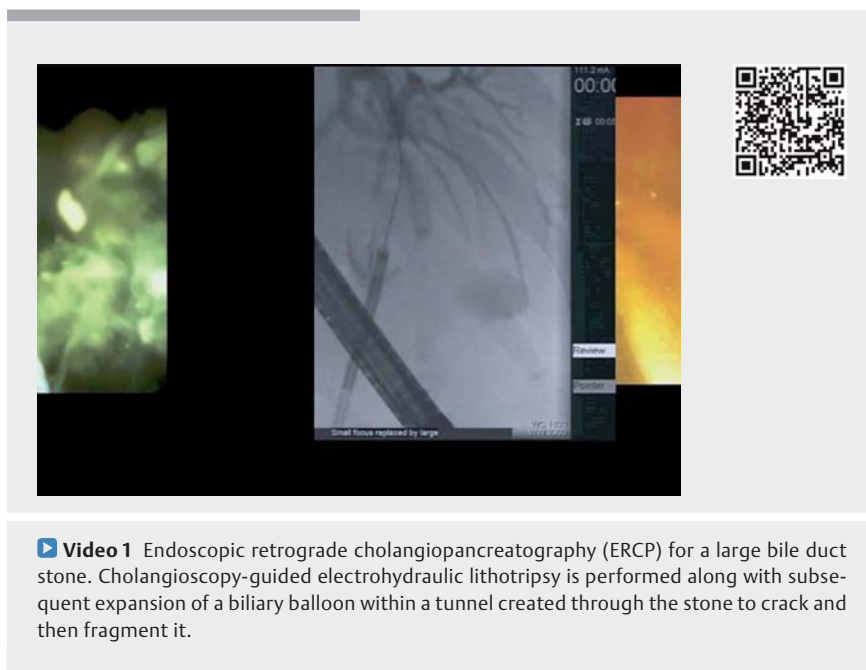 111.2 mA
00:00
Review
Pointer
Small focus replaced by large
Video 1 Endoscopic retrograde cholangiopancreatography (ERCP) for a large bile duct
stone. Cholangioscopy-guided electrohydraulic lithotripsy is performed along with subse-
quent expansion of a biliary balloon within a tunnel created through the stone to crack and
then fragment it.